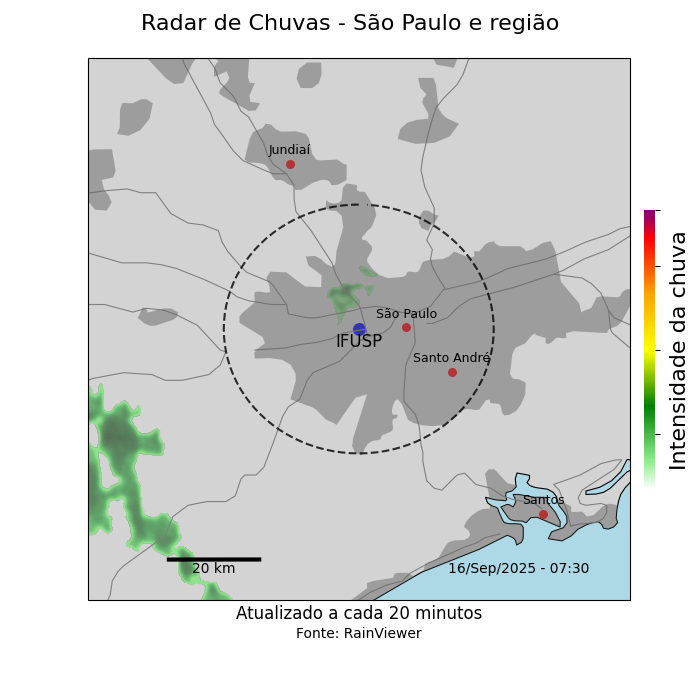 Radar de Chuvas - São Paulo e região
Jundiaí
São Paulo
IFUSP
Santo André
Santos
20 km
16/Sep/2025 - 07:30
Intensidade da chuva
Atualizado a cada 20 minutos
Fonte: RainViewer